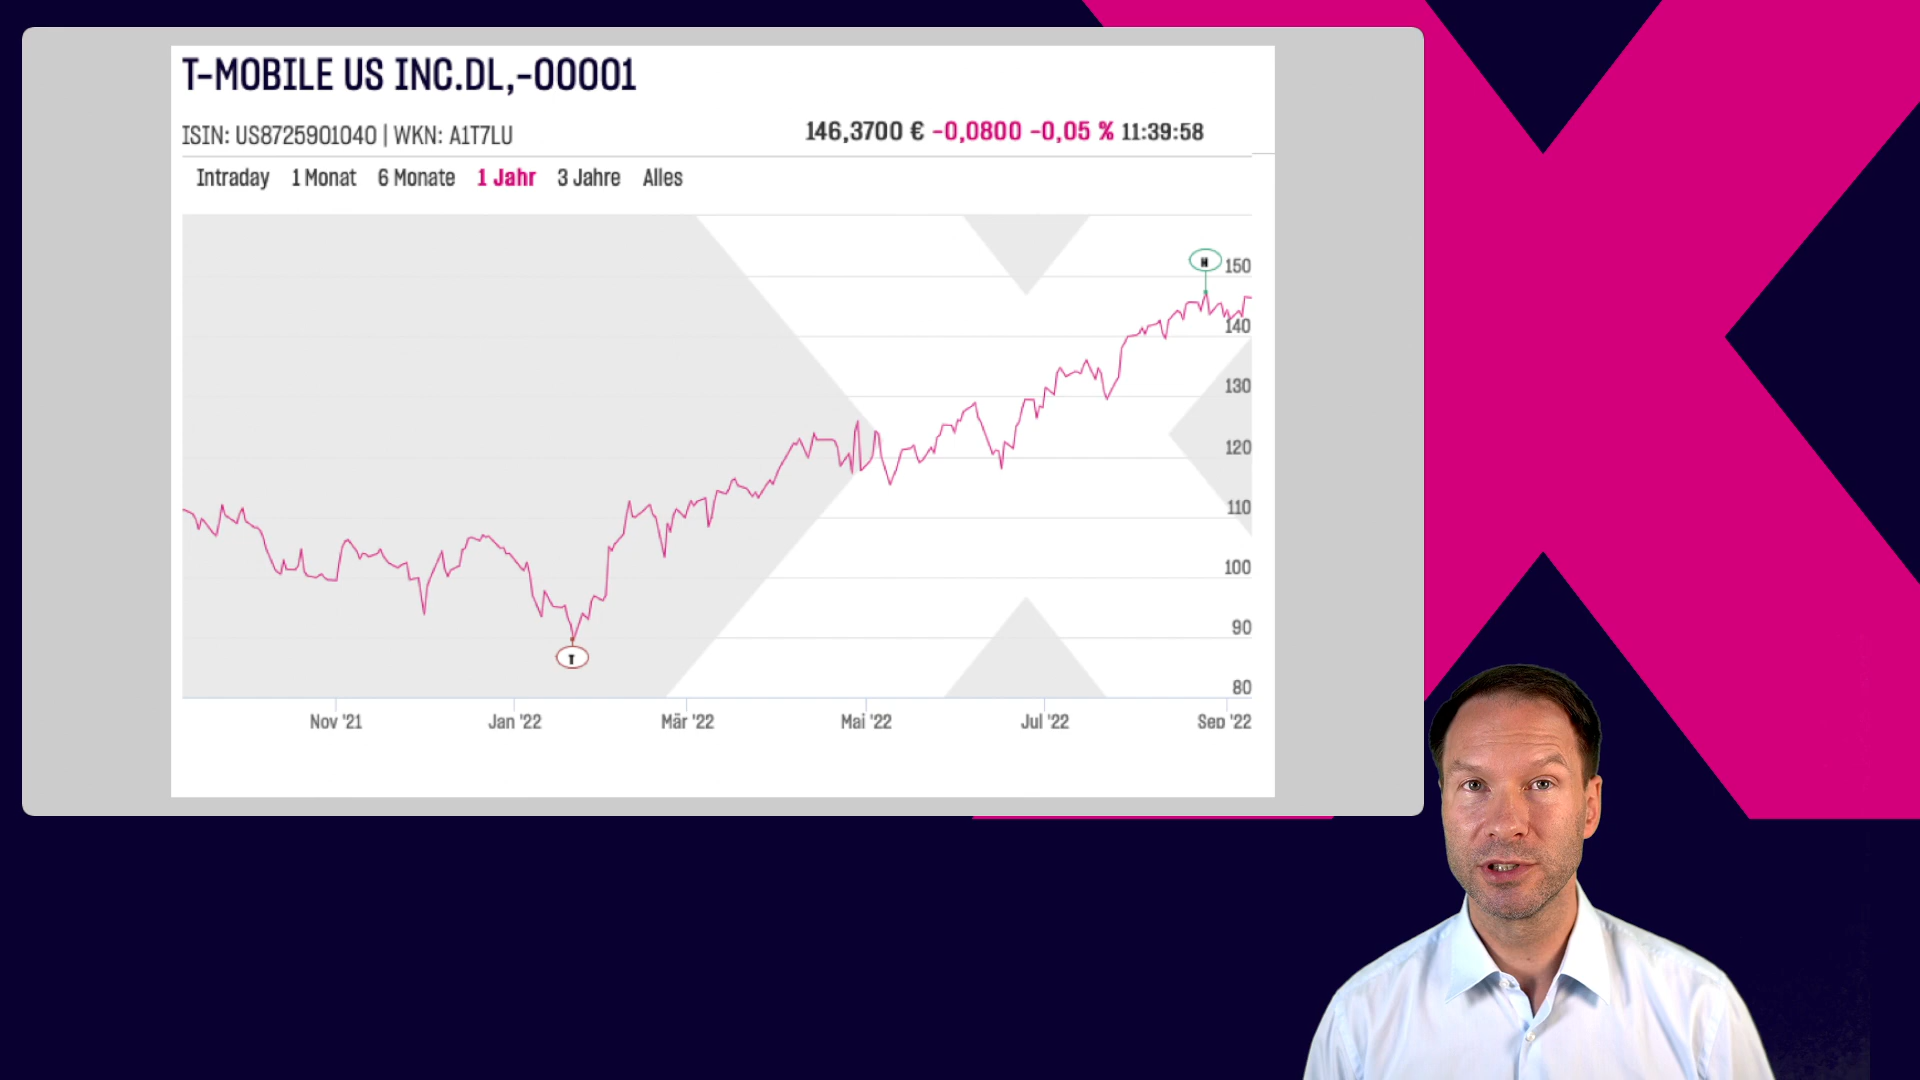 T-MOBILE US INC.DL,-00001
ISIN: US8725901040 | WKN: A1T7LU
146,3700 € -0,0800 -0,05 % 11:39:58
Intraday 1 Monat 6 Monate 1 Jahr 3 Jahre Alles
H
150
140
130
120
110
100
90
80
T
Nov '21 Jan '22 Mär '22 Mai '22 Jul '22 Sep '22